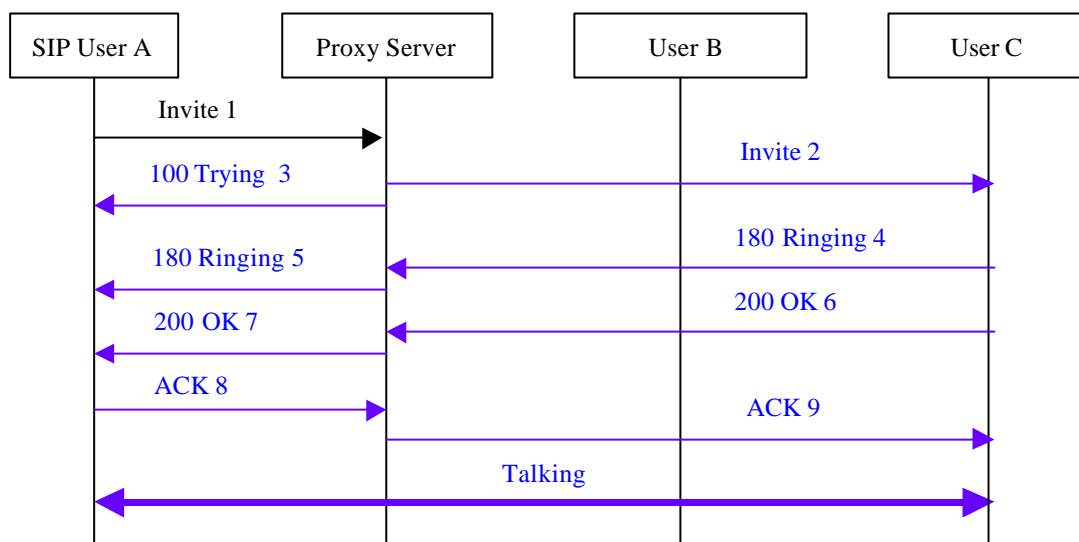 SIP User A
Proxy Server
User B
User C
Invite 1
Invite 2
100 Trying 3
180 Ringing 4
180 Ringing 5
200 OK 6
200 OK 7
ACK 8
ACK 9
Talking